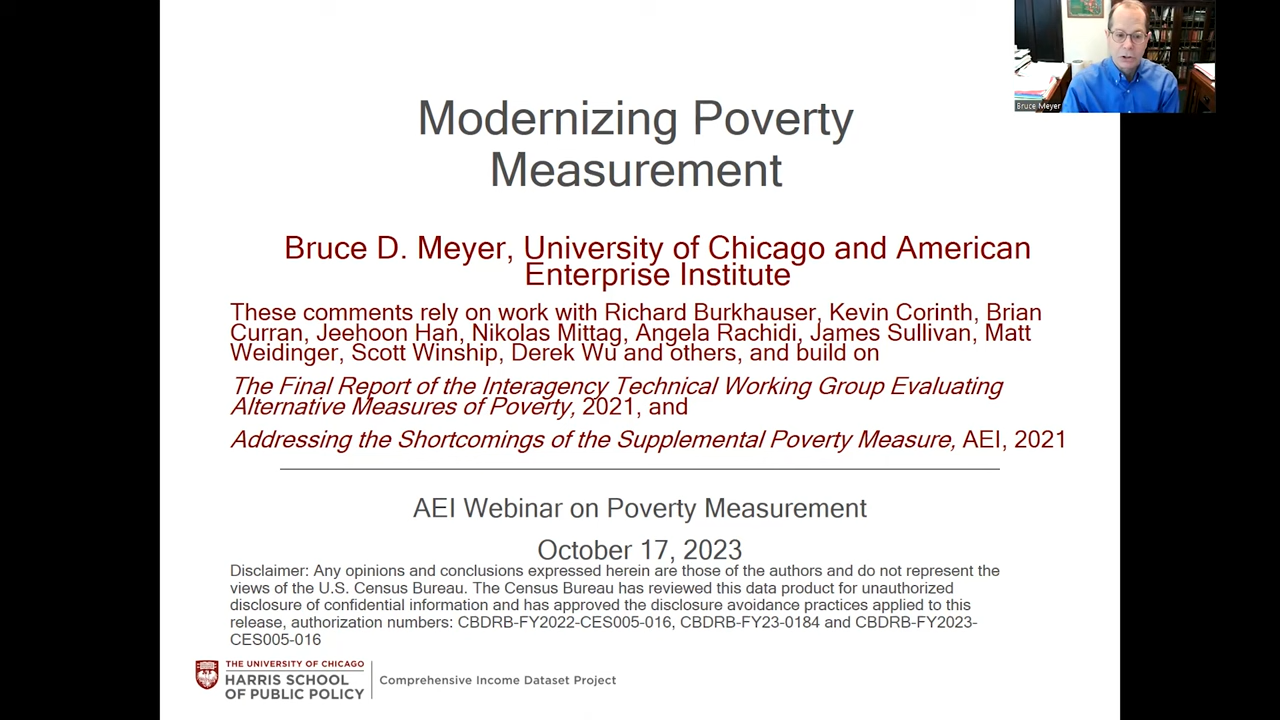 Bruce Meyer
Modernizing Poverty
Measurement
Bruce D. Meyer, University of Chicago and American
Enterprise Institute
These comments rely on work with Richard Burkhauser, Kevin Corinth, Brian
Curran, Jeehoon Han, Nikolas Mittag, Angela Rachidi, James Sullivan, Matt
Weidinger, Scott Winship, Derek Wu and others, and build on
The Final Report of the Interagency Technical Working Group Evaluating
Alternative Measures of Poverty, 2021, and
Addressing the Shortcomings of the Supplemental Poverty Measure, AEI, 2021
AEI Webinar on Poverty Measurement
October 17, 2023
Disclaimer: Any opinions and conclusions expressed herein are those of the authors and do not represent the
views of the U.S. Census Bureau. The Census Bureau has reviewed this data product for unauthorized
disclosure of confidential information and has approved the disclosure avoidance practices applied to this
release, authorization numbers: CBDRB-FY2022-CES005-016, CBDRB-FY23-0184 and CBDRB-FY2023-
CES005-016
THE UNIVERSITY OF CHICAGO
HARRIS SCHOOL
OF PUBLIC POLICY
Comprehensive Income Dataset Project